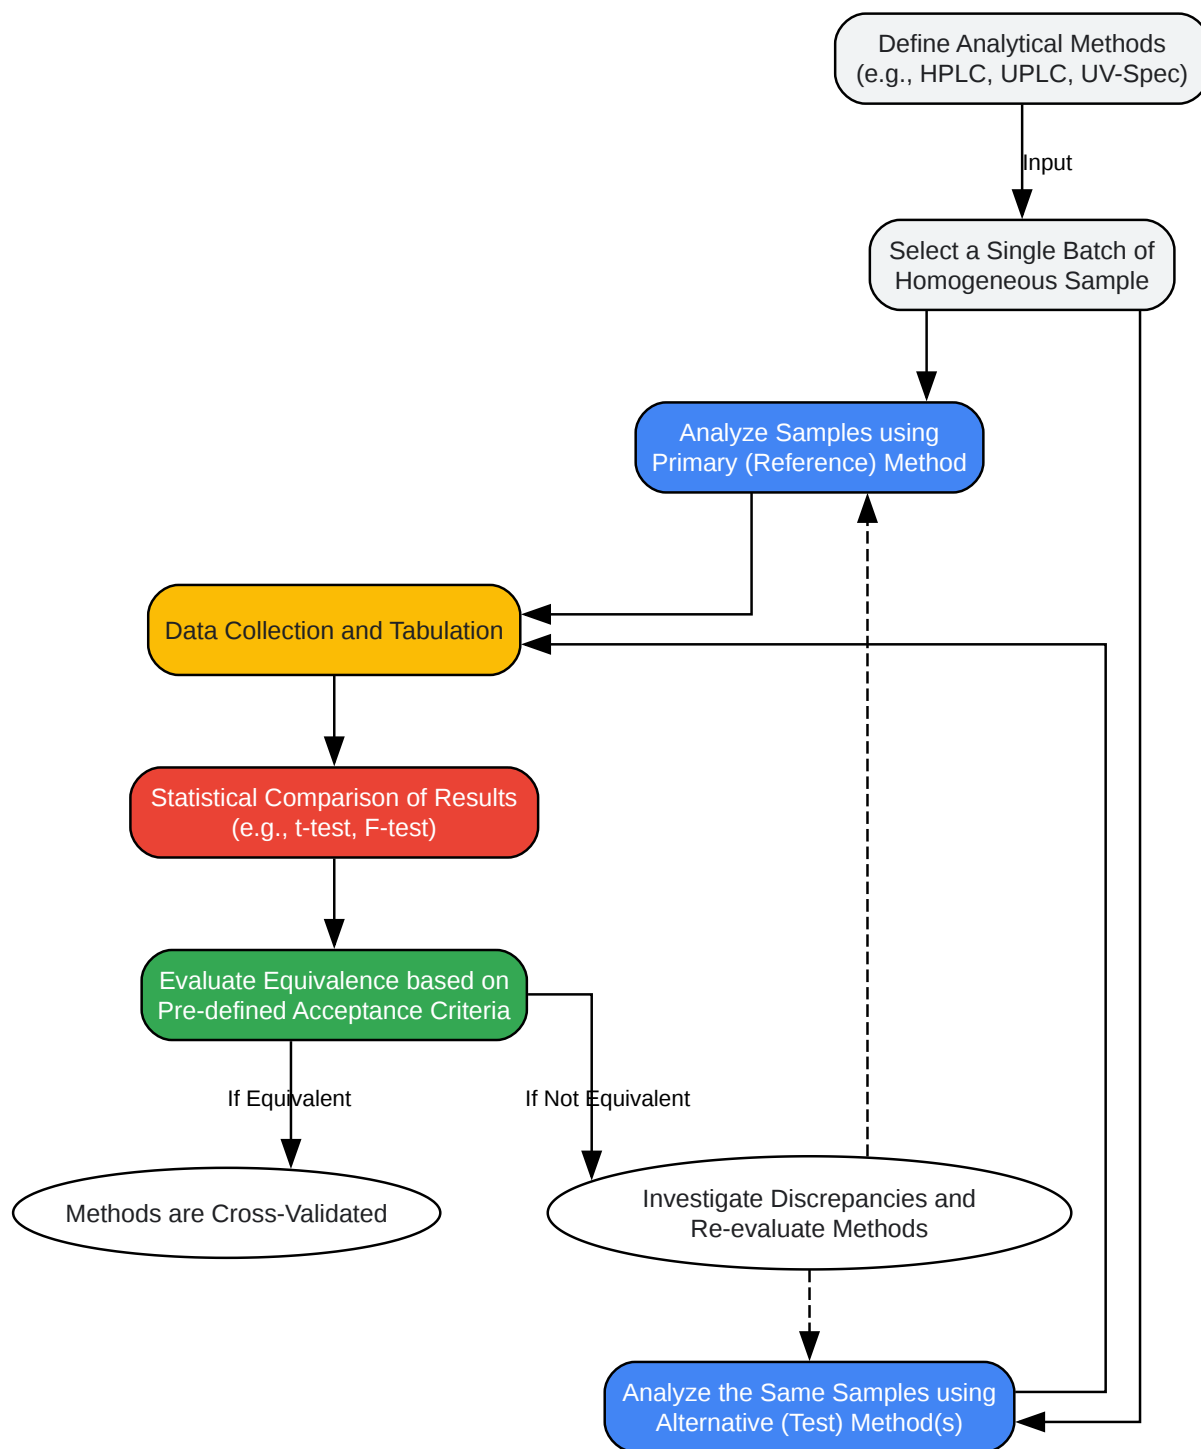 Define Analytical Methods
(e.g., HPLC, UPLC, UV-Spec)
Input
Select a Single Batch of
Homogeneous Sample
Analyze Samples using
Primary (Reference) Method
Data Collection and Tabulation
Statistical Comparison of Results
(e.g., t-test, F-test)
Evaluate Equivalence based on
Pre-defined Acceptance Criteria
If Equivalent
If Not Equivalent
Methods are Cross-Validated
Investigate Discrepancies and
Re-evaluate Methods
Analyze the Same Samples using
Alternative (Test) Method(s)